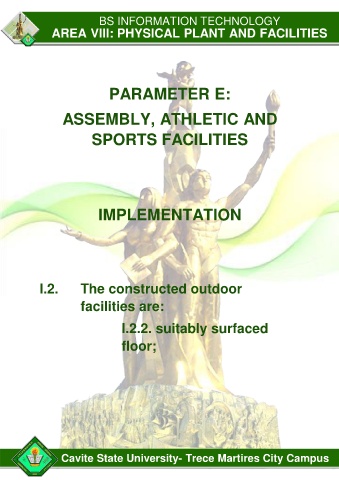 BS INFORMATION TECHNOLOGY
AREA VIII: PHYSICAL PLANT AND FACILITIES
PARAMETER E:
ASSEMBLY, ATHLETIC AND
SPORTS FACILITIES
IMPLEMENTATION
I.2. The constructed outdoor
facilities are:
I.2.2. suitably surfaced
floor;
Cavite State University- Trece Martires City Campus